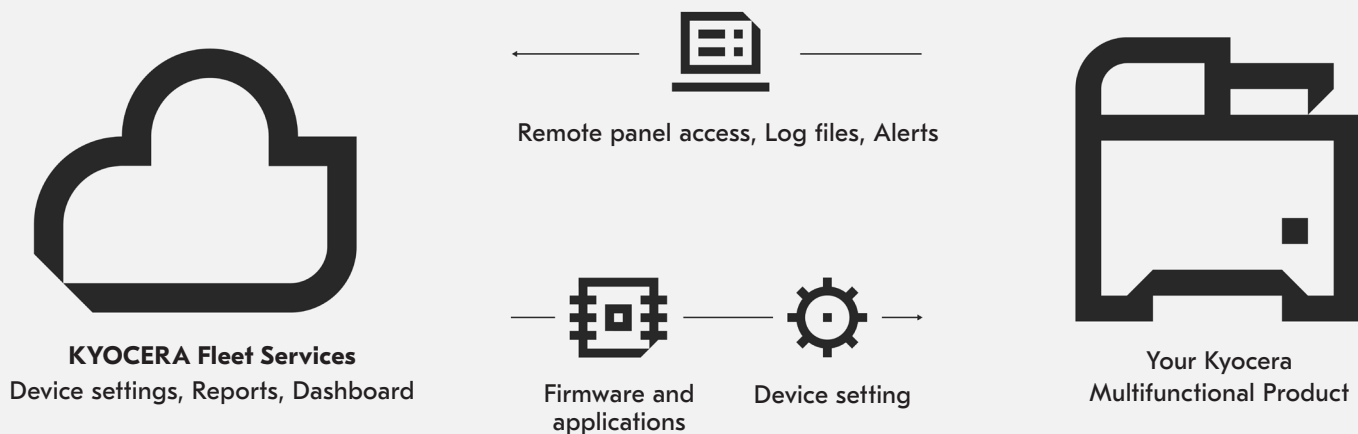 Remote panel access, Log files, Alerts
KYOCERA Fleet Services
Device settings, Reports, Dashboard
Firmware and
applications
Device setting
Your Kyocera
Multifunctional Product